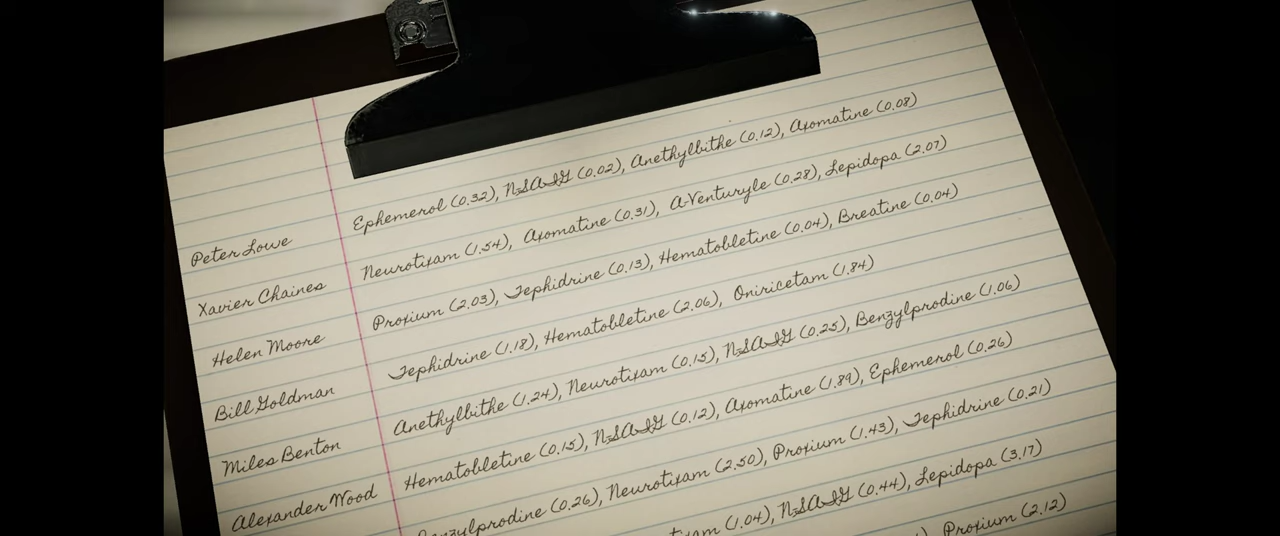 Peter Lowe Ephemerol (0.32), NSAIG (0.02), Anethylbithe (0.12), Axomatine (0.08)
Xavier Chaines Neurotixam (1.54), Axomatine (0.31), A-Venturyle (0.28), Lepidopa (2.07)
Helen Moore Proxium (2.03), Tephidrine (0.13), Hematobletine (0.04), Breatine (0.04)
Bill Goldman Tephidrine (1.18), Hematobletine (2.06), Oniricetam (1.84)
Miles Benton Anethylbithe (1.24), Neurotixam (0.15), NSAIG (0.25), Benzylprodine (1.06)
Alexander Wood Hematobletine (0.15), NSAIG (0.12), Axomatine (1.89), Ephemerol (0.26)
Benzylprodine (0.26), Neurotixam (2.50), Proxium (1.43), Tephidrine (0.21)
(1.04), NSAIG (0.44), Lepidopa (3.17)
Proxium (2.12)